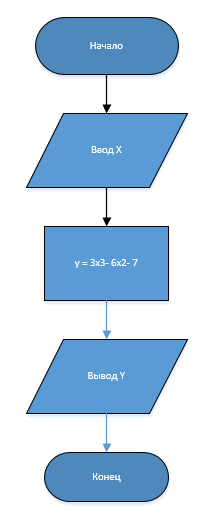 Начало
Ввод X
y = 3x3- 6x2- 7
Вывод Y
Конец